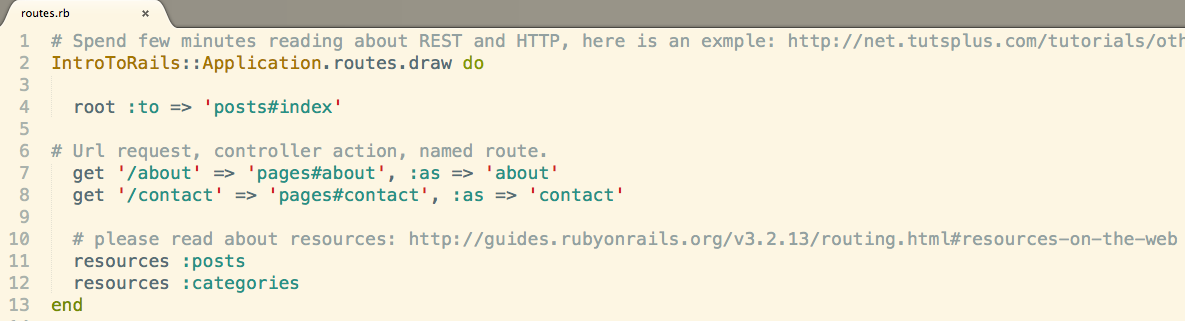 routes.rb ×
1 # Spend few minutes reading about REST and HTTP, here is an exmple: http://net.tutsplus.com/tutorials/oth
2 IntroToRails::Application.routes.draw do
3
4 root :to => 'posts#index'
5
6 # Url request, controller action, named route.
7 get '/about' => 'pages#about', :as => 'about'
8 get '/contact' => 'pages#contact', :as => 'contact'
9
10 # please read about resources: http://guides.rubyonrails.org/v3.2.13/routing.html#resources-on-the-web
11 resources :posts
12 resources :categories
13 end